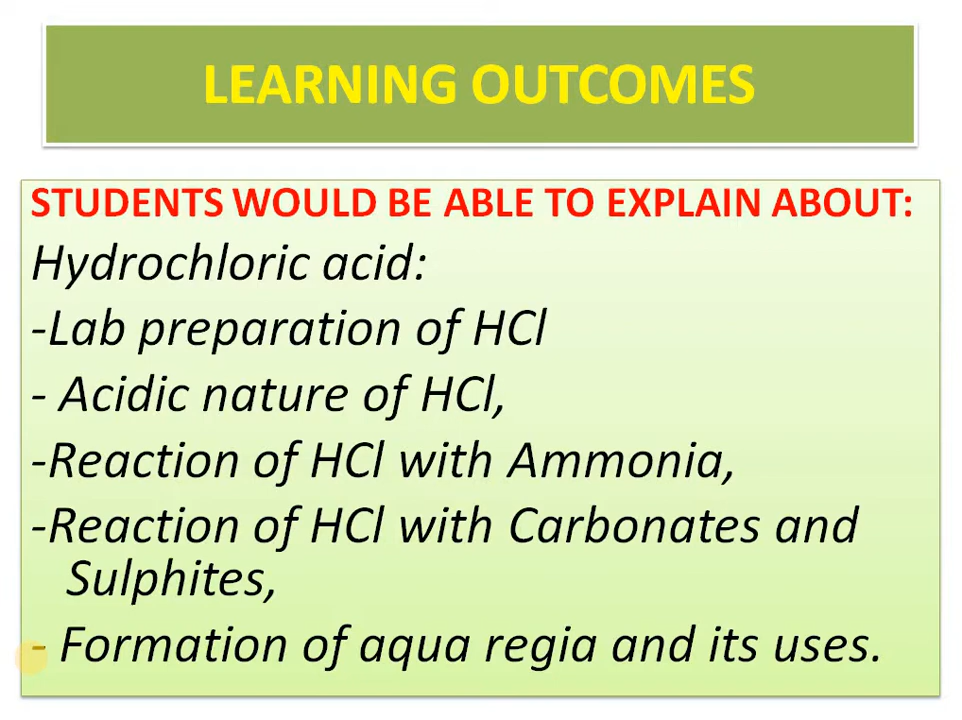 LEARNING OUTCOMES
STUDENTS WOULD BE ABLE TO EXPLAIN ABOUT:
Hydrochloric acid:
-Lab preparation of HCl
- Acidic nature of HCl,
-Reaction of HCl with Ammonia,
-Reaction of HCl with Carbonates and
Sulphites,
- Formation of aqua regia and its uses.